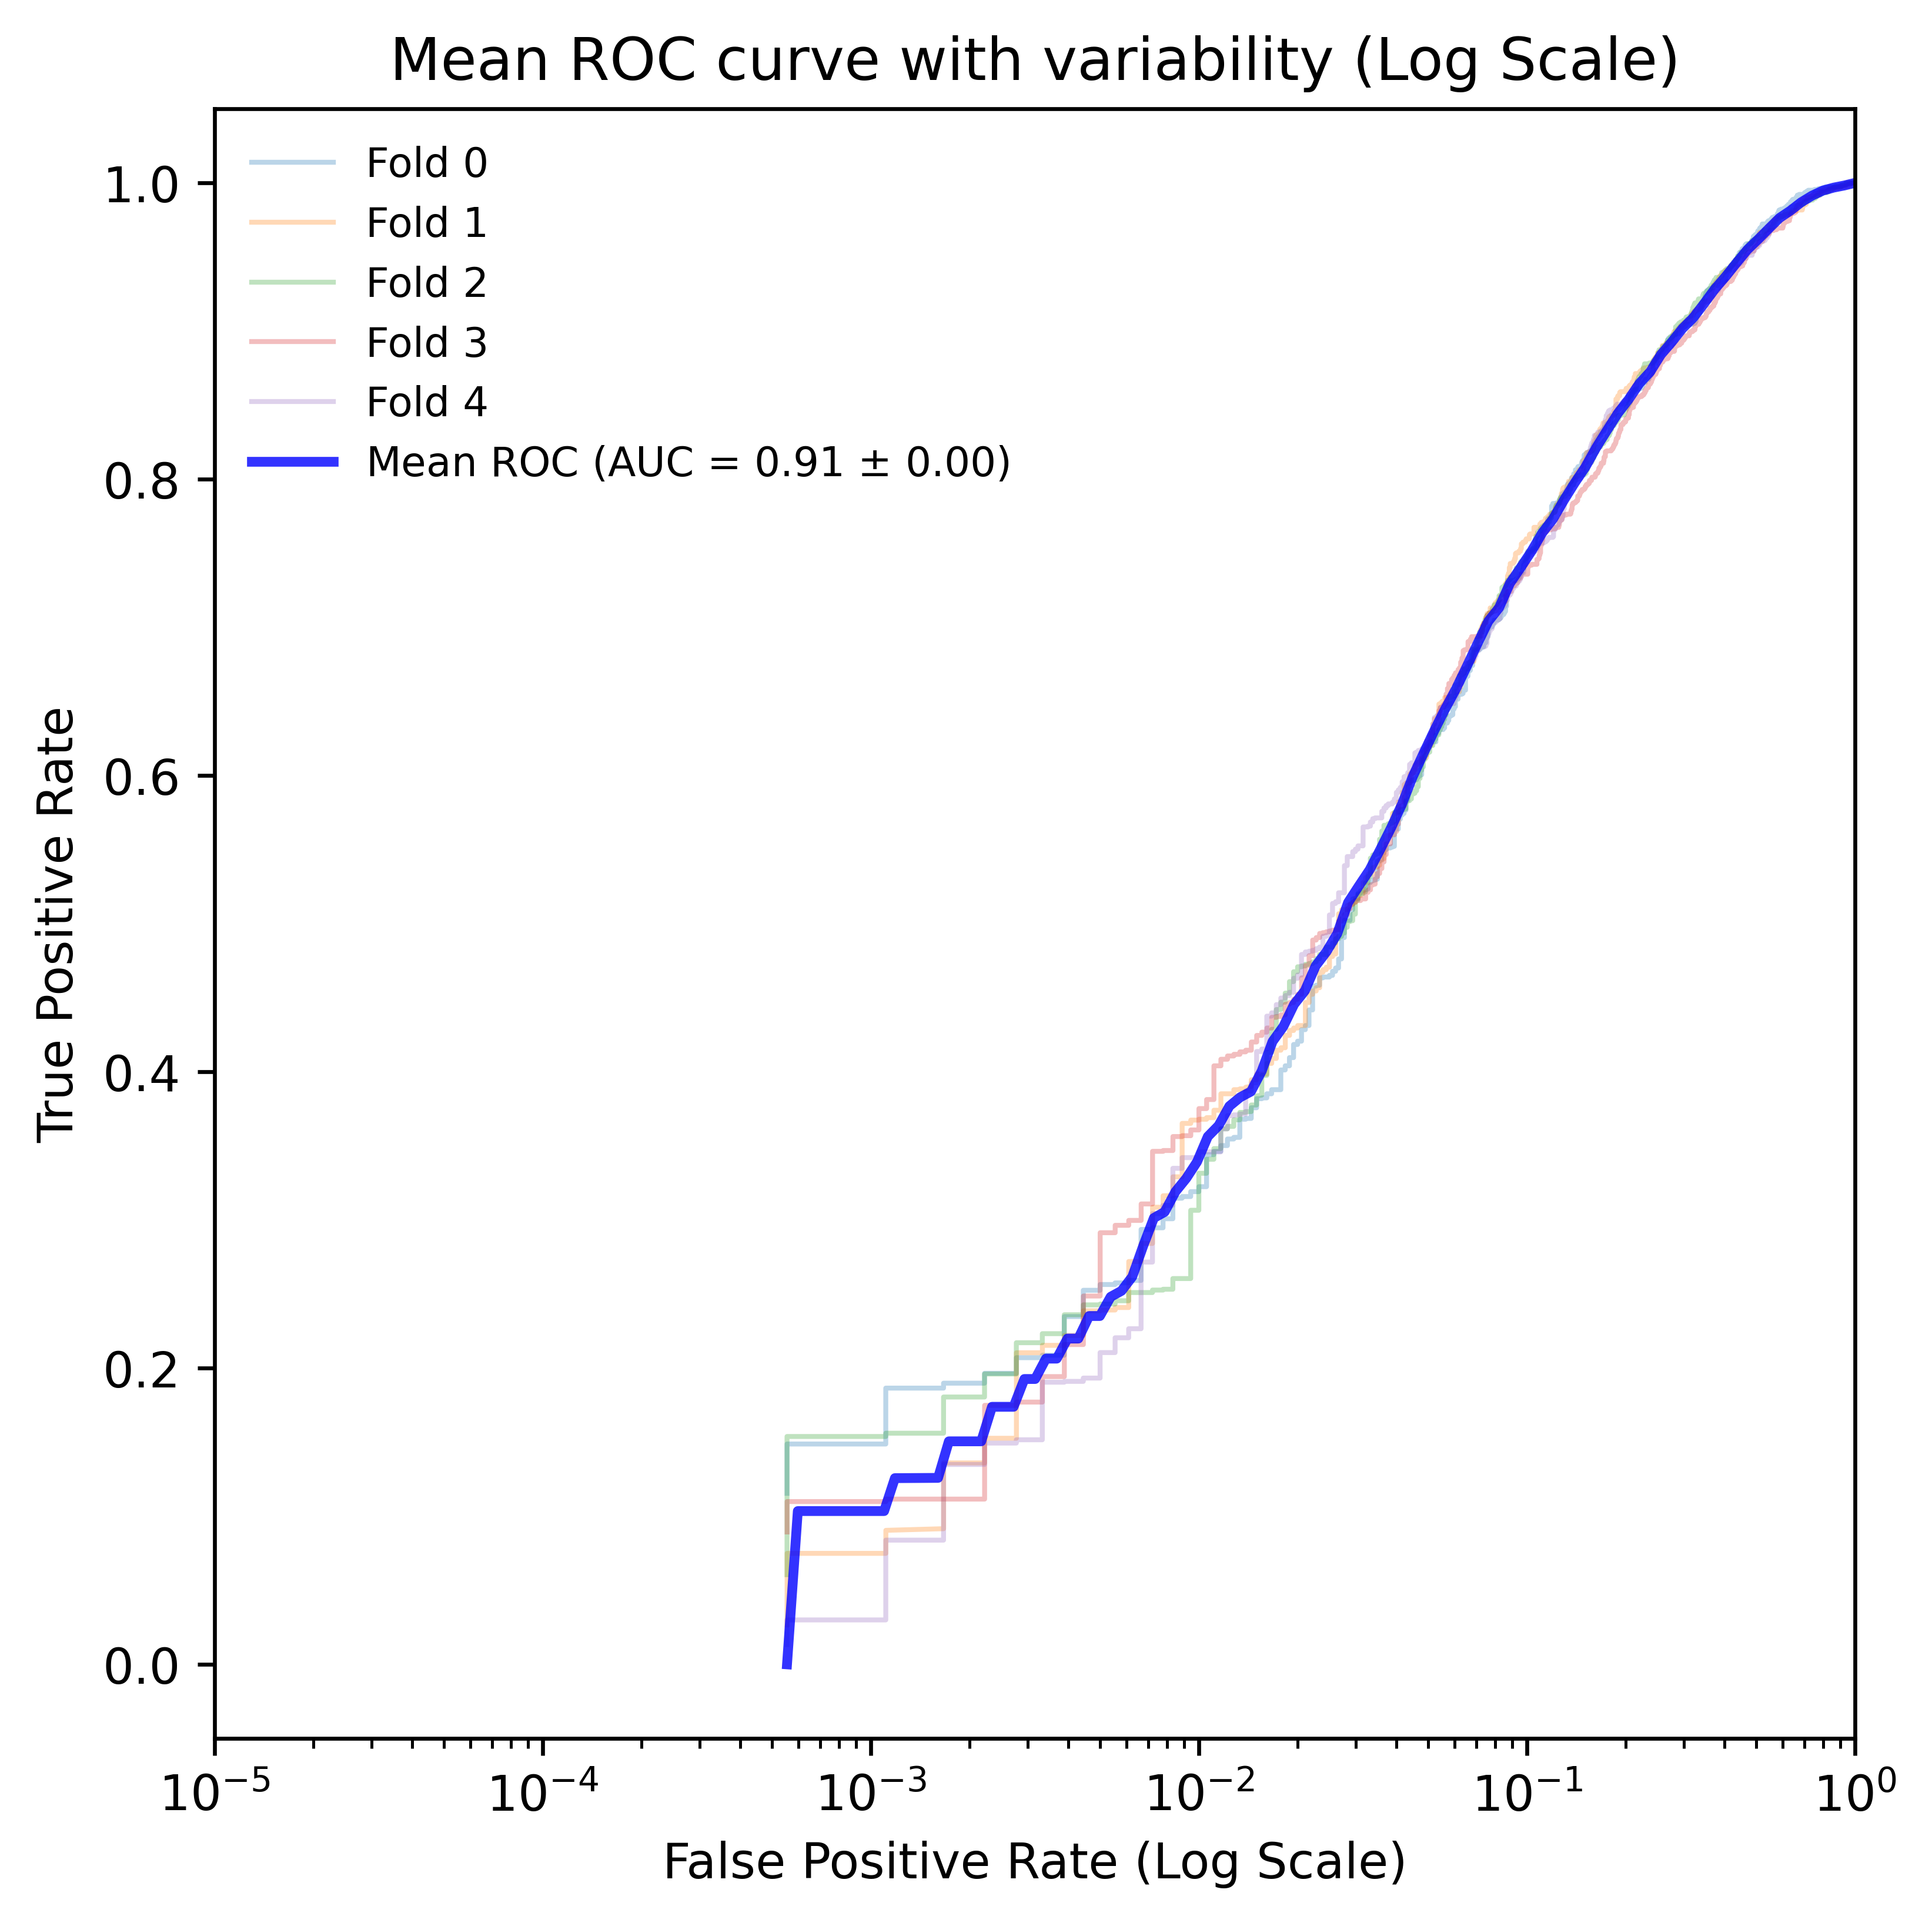 Mean ROC curve with variability (Log Scale)
Fold 0
Fold 1
Fold 2
Fold 3
Fold 4
Mean ROC (AUC = 0.91 ± 0.00)
1.0
0.8
0.6
0.4
0.2
0.0
True Positive Rate
10⁻⁵ 10⁻⁴ 10⁻³ 10⁻² 10⁻¹ 10⁰
False Positive Rate (Log Scale)